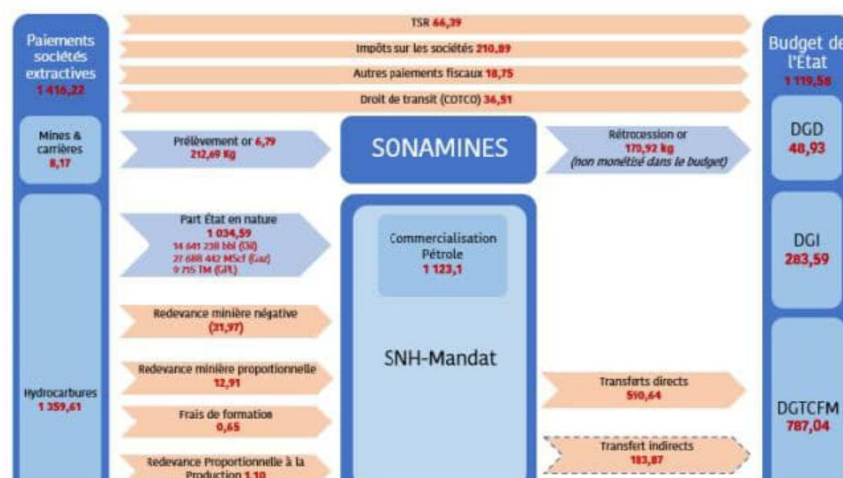 TSR 66,39
Paiements
sociétés
extractives
1 416,22
Impôts sur les sociétés 210,89
Autres paiements fiscaux 18,75
Droit de transit (COTCO) 36,51
Budget de
l'État
1 119,58
Mines &
carrières
8,17
Prélèvement or 6,79
212,69 Kg
SONAMINES
Rétrocession or
170,92 kg
(non monétisé dans le budget)
DGD
48,93
Part État en nature
1 034,59
14 641 238 bbl (Oil)
27 688 442 MScf (Gaz)
9 715 TM (GPL)
Commercialisation
Pétrole
1 123,1
DGI
283,59
Redevance minière négative
(31,97)
SNH-Mandat
Redevance minière proportionnelle
12,91
Hydrocarbures
1 359,61
Frais de formation
0,65
Transferts directs
510,64
DGTCFM
787,04
Transfert indirects
183,87
Redevance Proportionnelle à la
Production 1,10